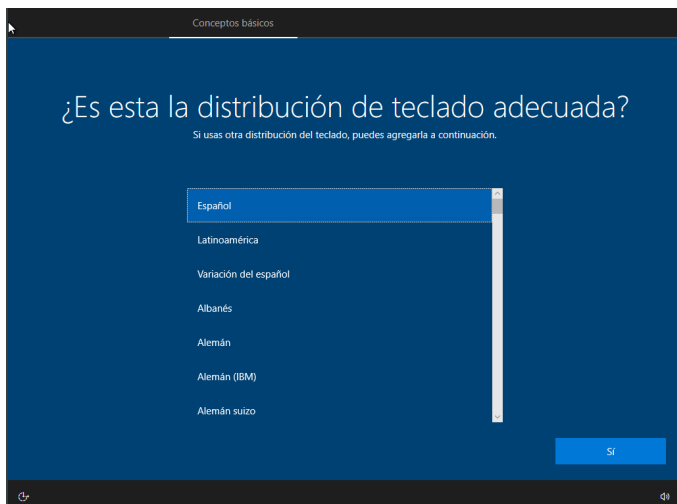 Conceptos básicos
¿Es esta la distribución de teclado adecuada?
Si usas otra distribución del teclado, puedes agregarla a continuación.
Español
Latinoamérica
Variación del español
Albanés
Alemán
Alemán (IBM)
Alemán suizo
Sí